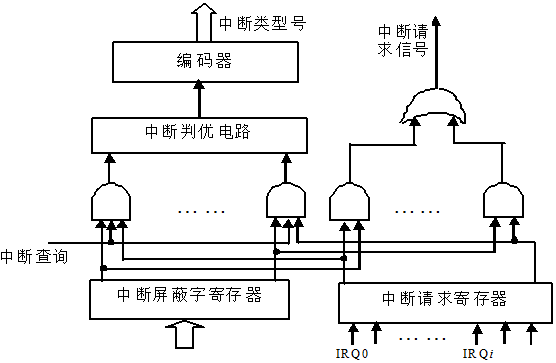 中断类型号
中断请
求信号
编码器
中断判优电路
... ...
... ...
中断查询
中断屏蔽字寄存器
中断请求寄存器
... ...
IRQ0
IRQi